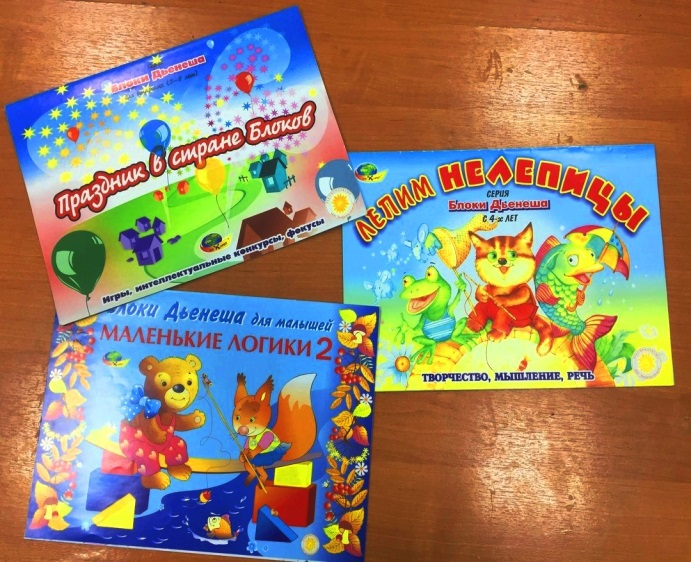 Блоки Дьенеша
Праздник в стране Блоков
Игры, интеллектуальные конкурсы, фокусы
ЛЕПИМ НЕЛЕПИЦЫ
СЕРИЯ
Блоки Дьенеша
С 4-х ЛЕТ
ТВОРЧЕСТВО, МЫШЛЕНИЕ, РЕЧЬ
Блоки Дьенеша для малышей
МАЛЕНЬКИЕ ЛОГИКИ 2